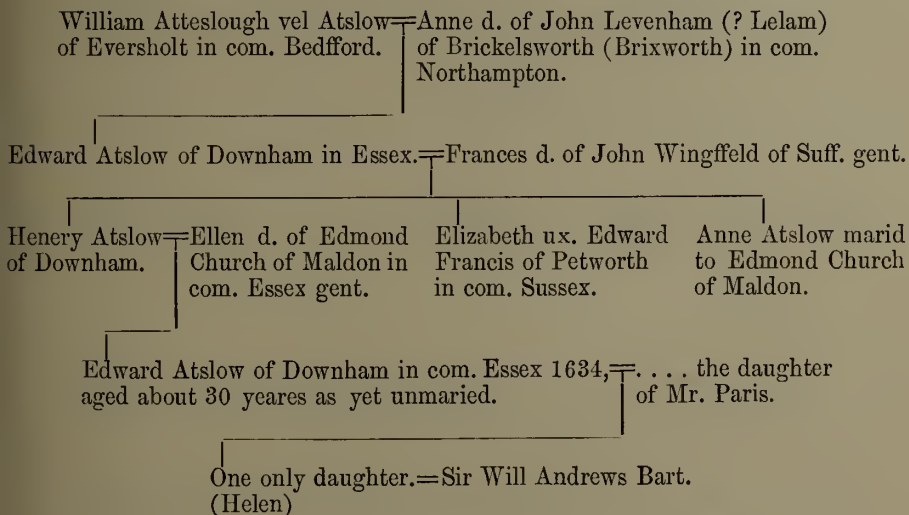 William Atteslough vel Atslow=Anne d. of John Levenham (? Lelam)
of Eversholt in com. Bedfford. of Brickelsworth (Brixworth) in com.
Northampton.
Edward Atslow of Downham in Essex.=Frances d. of John Wingffeld of Suff. gent.
Henery Atslow=Ellen d. of Edmond
of Downham. Church of Maldon in
com. Essex gent.
Elizabeth ux. Edward
Francis of Petworth
in com. Sussex.
Anne Atslow marid
to Edmond Church
of Maldon.
Edward Atslow of Downham in com. Essex 1634,=. . . . the daughter
aged about 30 yeares as yet unmaried. of Mr. Paris.
One only daughter.=Sir Will Andrews Bart.
(Helen)